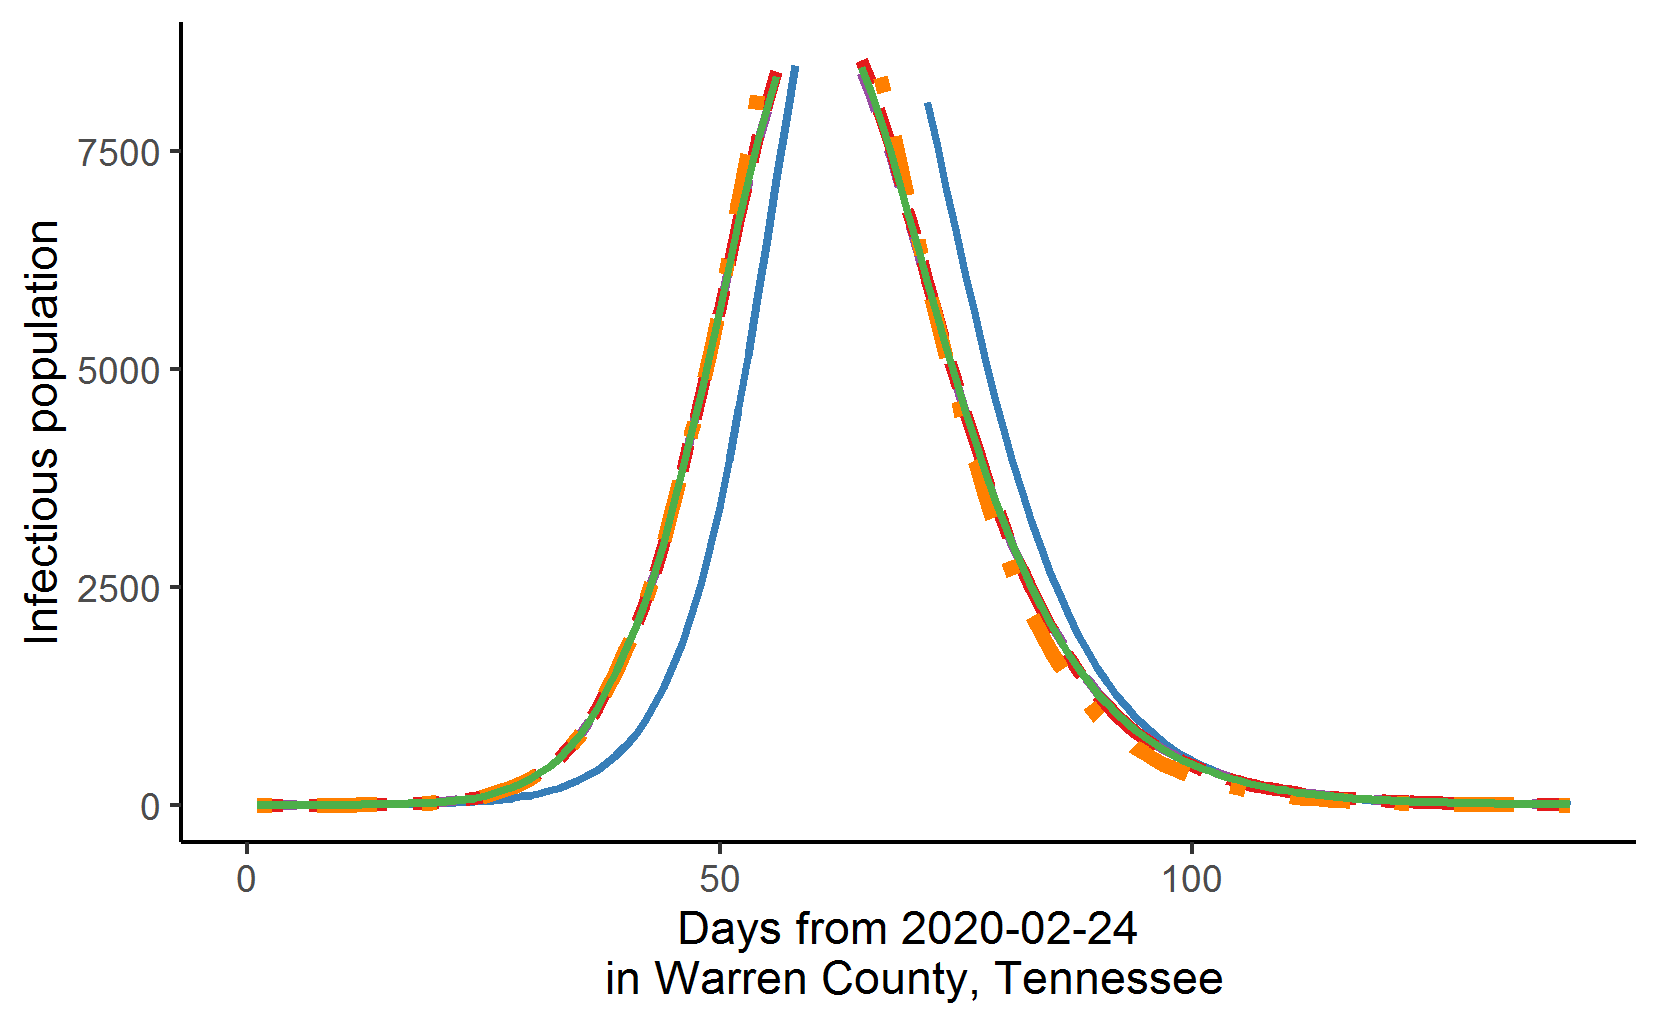 Infectious population
7500
5000
2500
0
0 50 100
Days from 2020-02-24
in Warren County, Tennessee